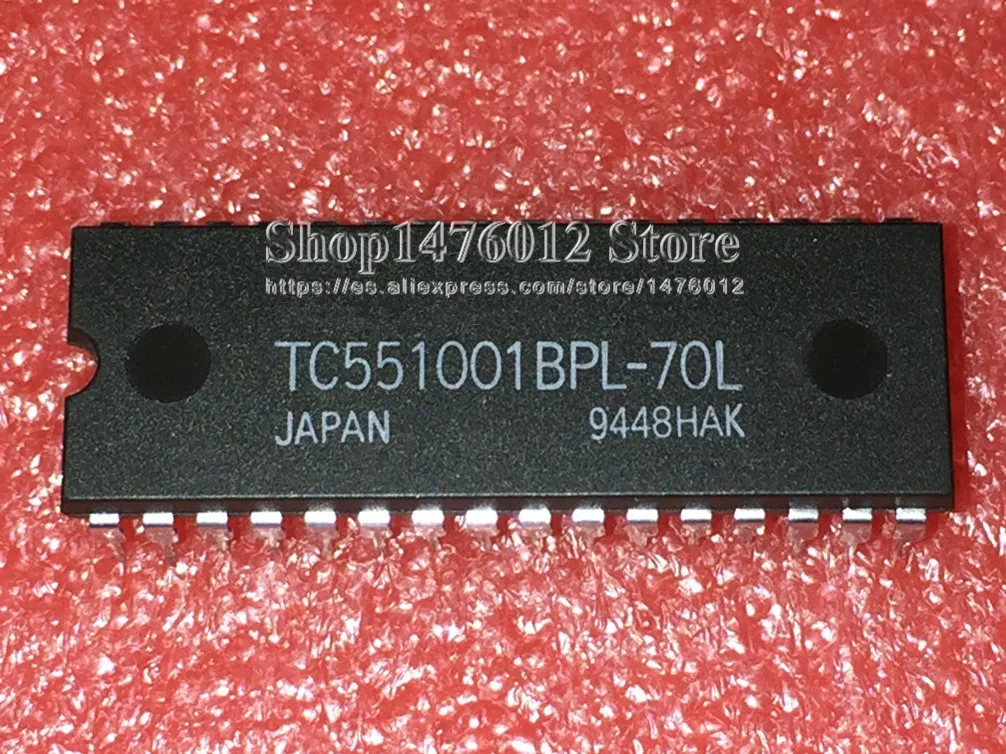 Shop1476012 Store
https://es.aliexpress.com/store/1476012
TC551001BPL-70L
JAPAN 9448HAK